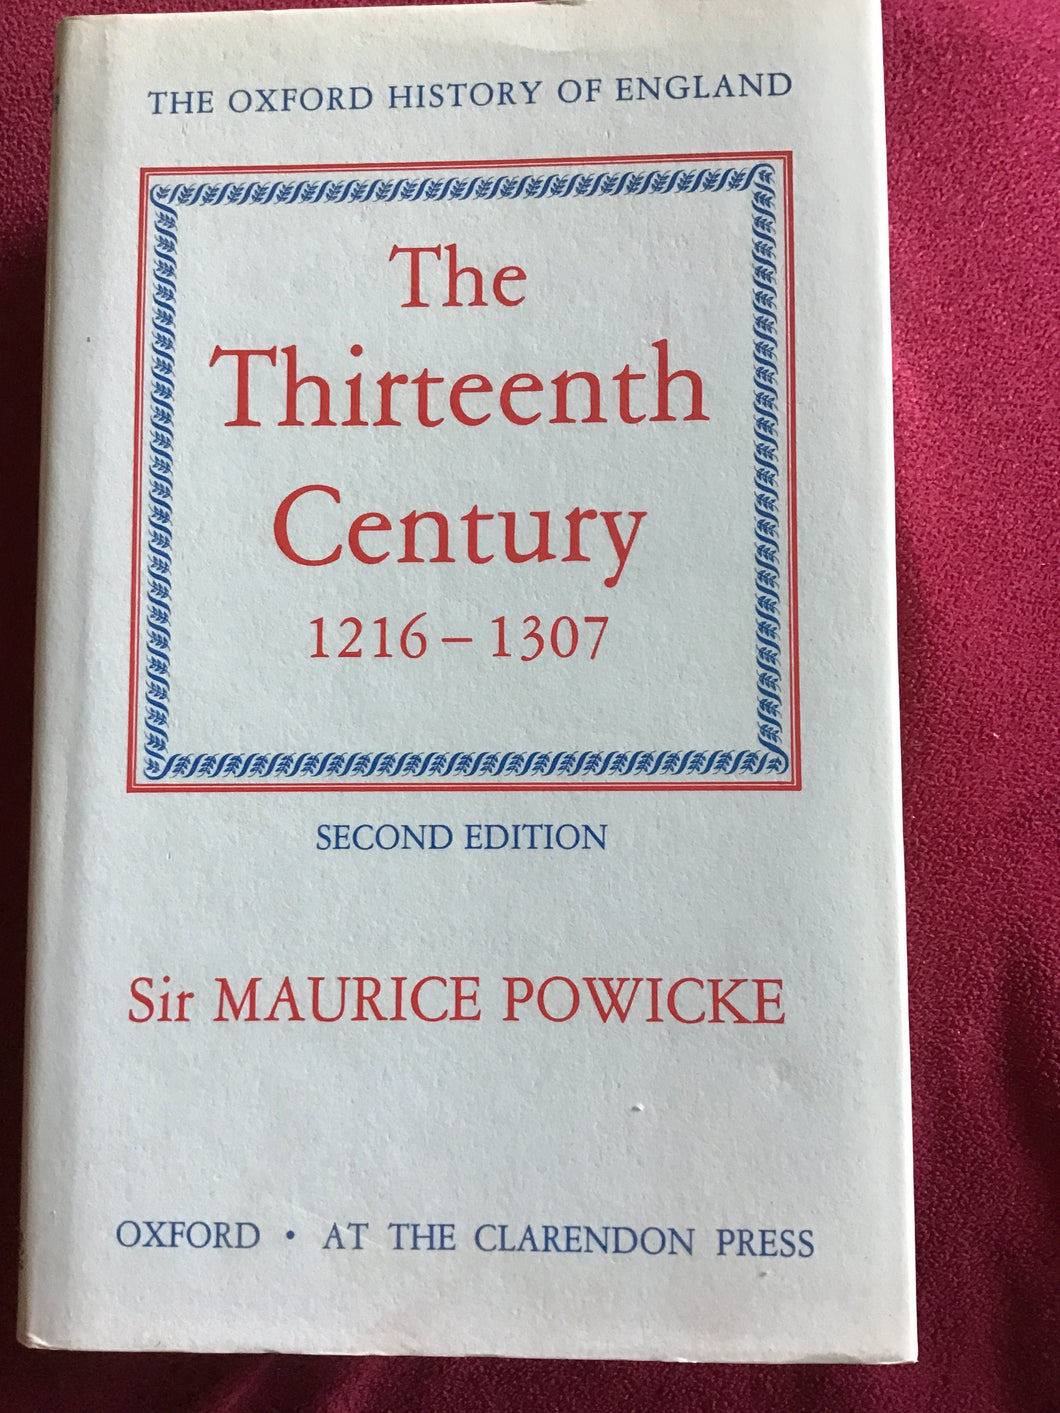 THE OXFORD HISTORY OF ENGLAND
The
Thirteenth
Century
1216 – 1307
SECOND EDITION
Sir MAURICE POWICKE
OXFORD • AT THE CLARENDON PRESS